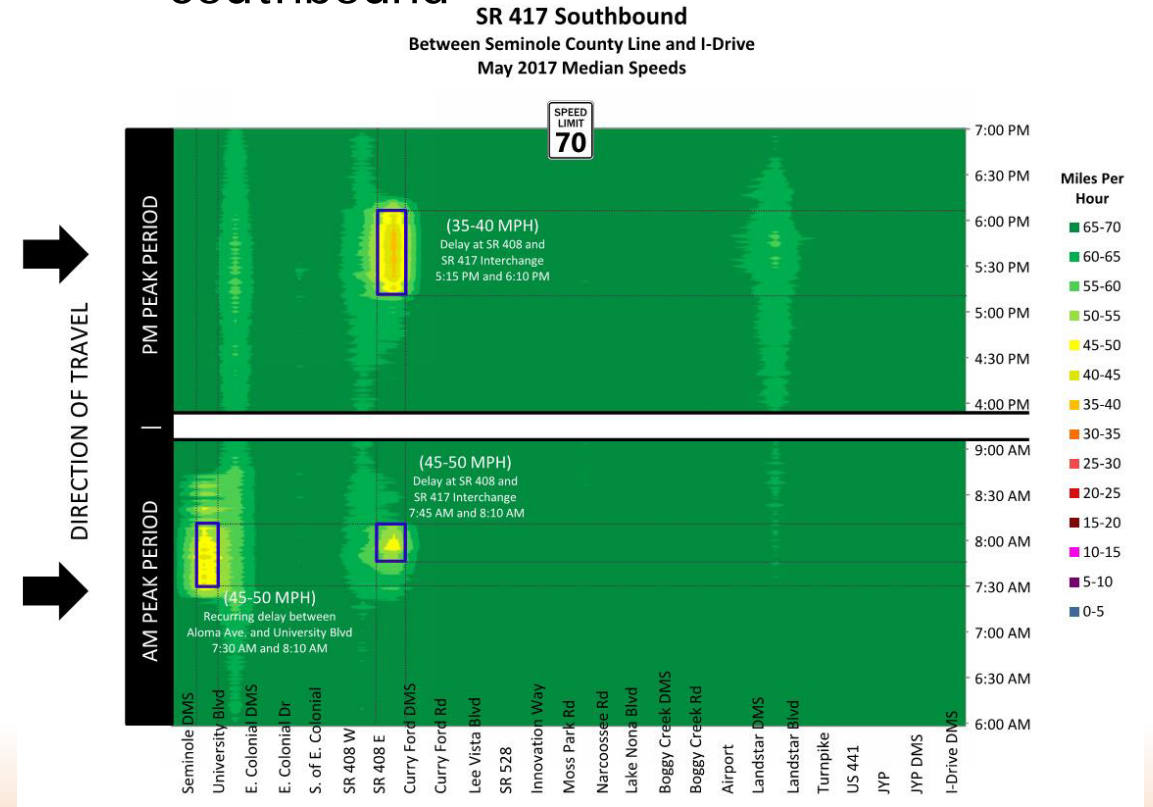 southbound
SR 417 Southbound
Between Seminole County Line and I-Drive
May 2017 Median Speeds
SPEED
LIMIT
70
DIRECTION OF TRAVEL
PM PEAK PERIOD
|
AM PEAK PERIOD
(35-40 MPH)
Delay at SR 408 and
SR 417 Interchange
5:15 PM and 6:10 PM
(45-50 MPH)
Delay at SR 408 and
SR 417 Interchange
7:45 AM and 8:10 AM
(45-50 MPH)
Recurring delay between
Aloma Ave. and University Blvd
7:30 AM and 8:10 AM
7:00 PM
6:30 PM
6:00 PM
5:30 PM
5:00 PM
4:30 PM
4:00 PM
9:00 AM
8:30 AM
8:00 AM
7:30 AM
7:00 AM
6:30 AM
6:00 AM
Miles Per
Hour
65-70
60-65
55-60
50-55
45-50
40-45
35-40
30-35
25-30
20-25
15-20
10-15
5-10
0-5
Seminole DMS
University Blvd
E. Colonial DMS
E. Colonial Dr
S. of E. Colonial
SR 408 W
SR 408 E
Curry Ford DMS
Curry Ford Rd
Lee Vista Blvd
SR 528
Innovation Way
Moss Park Rd
Narcoossee Rd
Lake Nona Blvd
Boggy Creek DMS
Boggy Creek Rd
Airport
Landstar DMS
Landstar Blvd
Turnpike
US 441
JYP
JYP DMS
I-Drive DMS